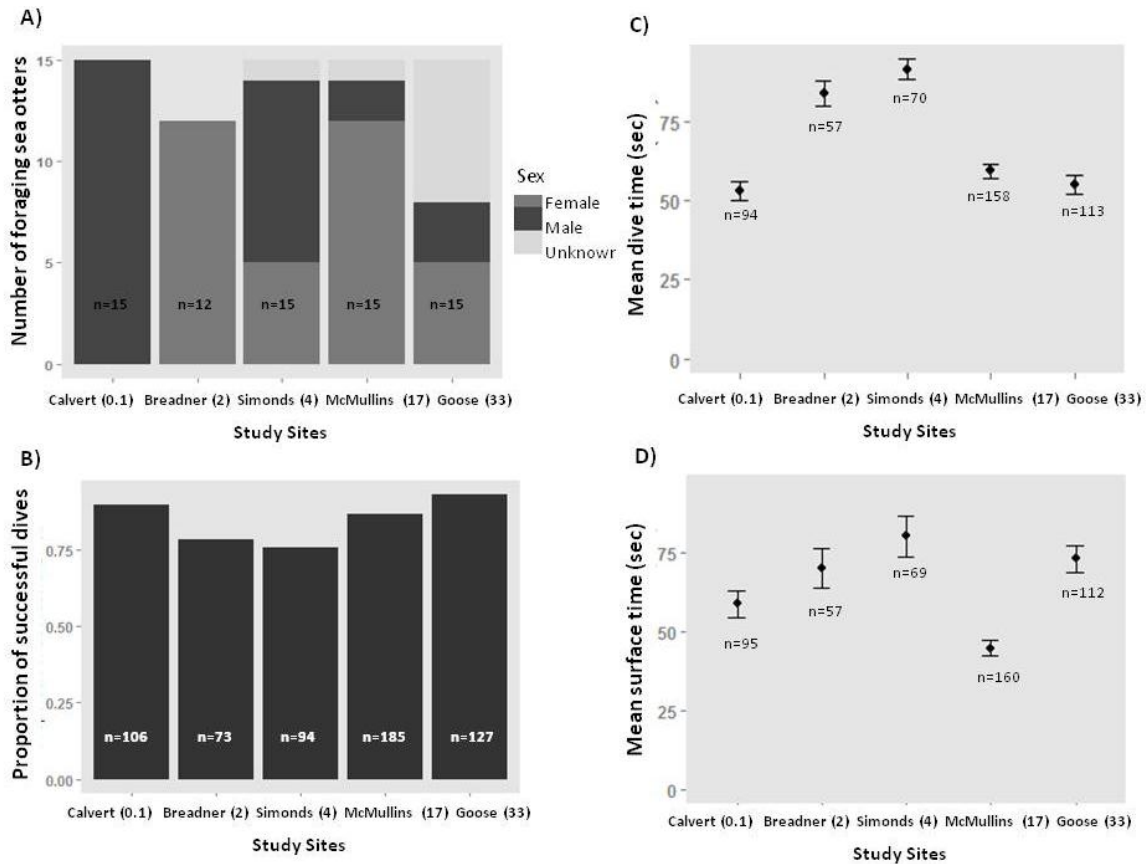 A)
Number of foraging sea otters
15
10
5
0
n=15
n=12
n=15
n=15
n=15
Calvert (0.1) Breadner (2) Simonds (4) McMullins (17) Goose (33)
Study Sites
Sex
Female
Male
Unknowr
B)
Proportion of successful dives
0.75
0.50
0.25
0.00
n=106
n=73
n=94
n=185
n=127
Calvert (0.1) Breadner (2) Simonds (4) McMullins (17) Goose (33)
Study Sites
C)
Mean dive time (sec)
75
50
25
0
n=94
n=57
n=70
n=158
n=113
Calvert (0.1) Breadner (2) Simonds (4) McMullins (17) Goose (33)
Study Sites
D)
Mean surface time (sec)
75
50
25
0
n=95
n=57
n=69
n=160
n=112
Calvert (0.1) Breadner (2) Simonds (4) McMullins (17) Goose (33)
Study Sites